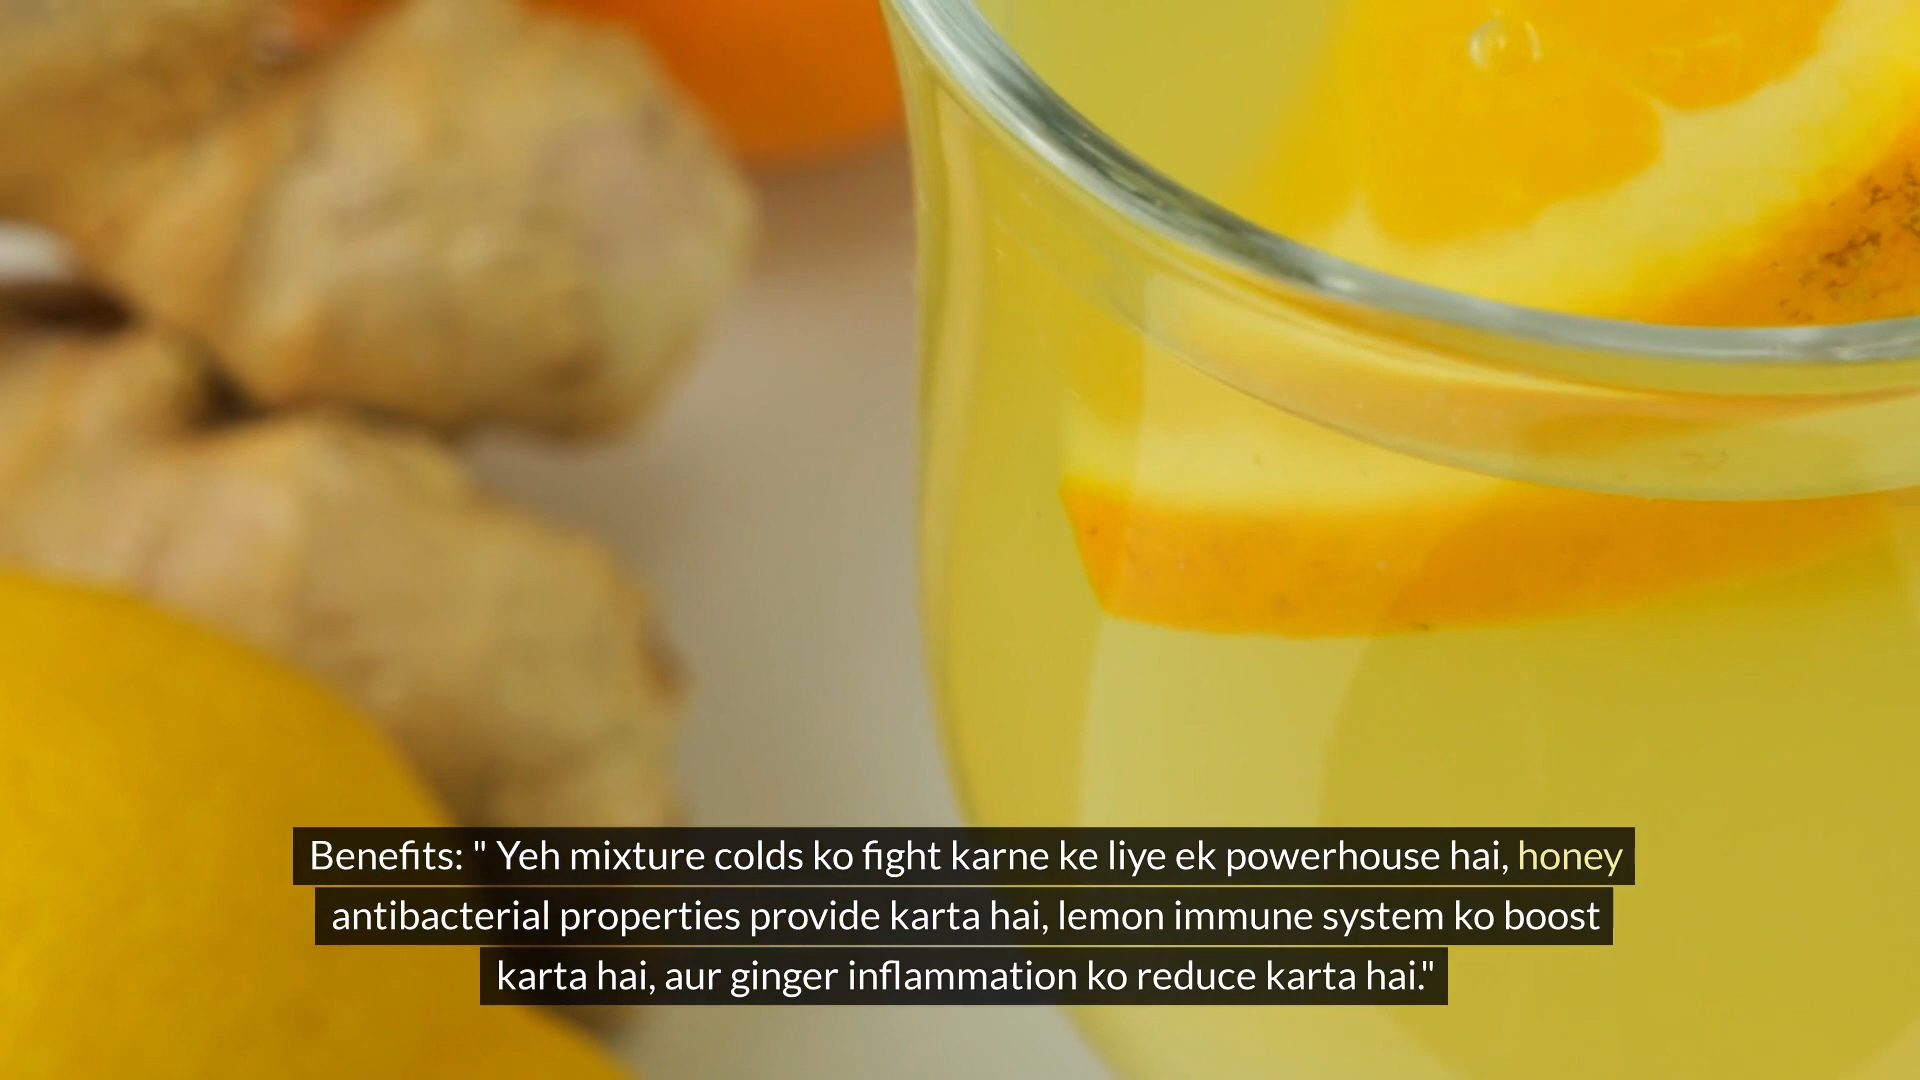 Benefits: " Yeh mixture colds ko fight karne ke liye ek powerhouse hai, honey
antibacterial properties provide karta hai, lemon immune system ko boost
karta hai, aur ginger inflammation ko reduce karta hai."